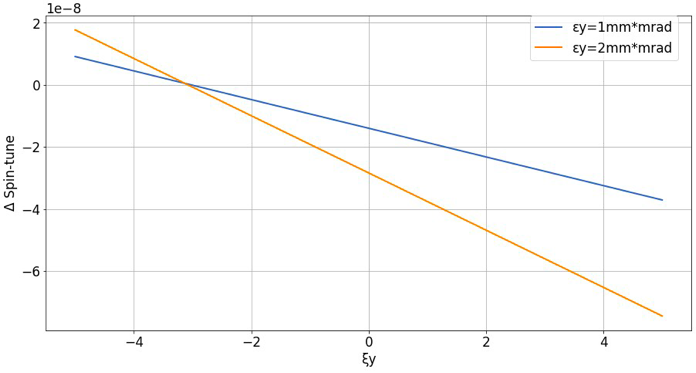 1e−8
εy=1mm*mrad
εy=2mm*mrad
2
0
−2
−4
−6
Δ Spin-tune
−4 −2 0 2 4
ξy